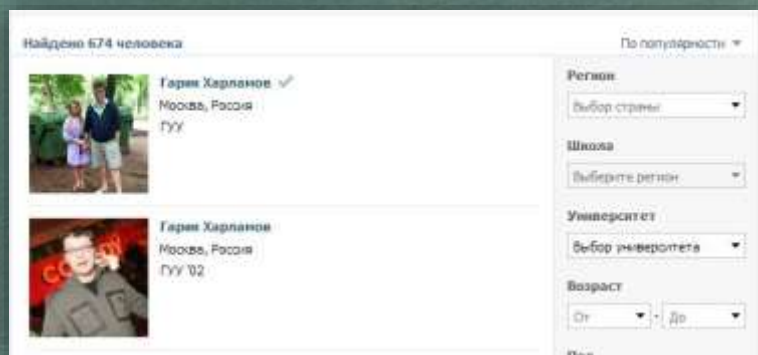 Найдено 674 человека
По популярности
Гарик Харламов
Москва, Россия
ГУУ
Гарик Харламов
Москва, Россия
ГУУ '02
Регион
Выбор страны
Школа
Выберите регион
Университет
Выбор университета
Возраст
От - До